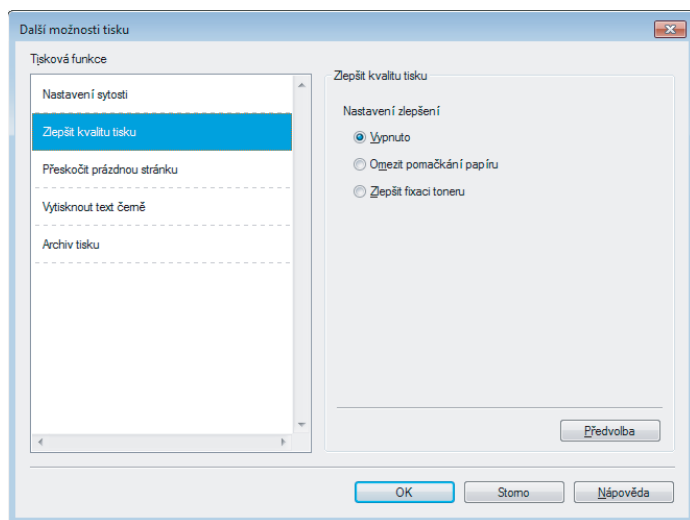 Další možnosti tisku
Tisková funkce
Nastavení sytosti
Zlepšit kvalitu tisku
Přeskočit prázdnou stránku
Vytisknout text černě
Archiv tisku
Zlepšit kvalitu tisku
Nastavení zlepšení
Vypnuto
Omezit pomačkání papíru
Zlepšit fixaci toneru
Předvolba
OK
Storno
Nápověda